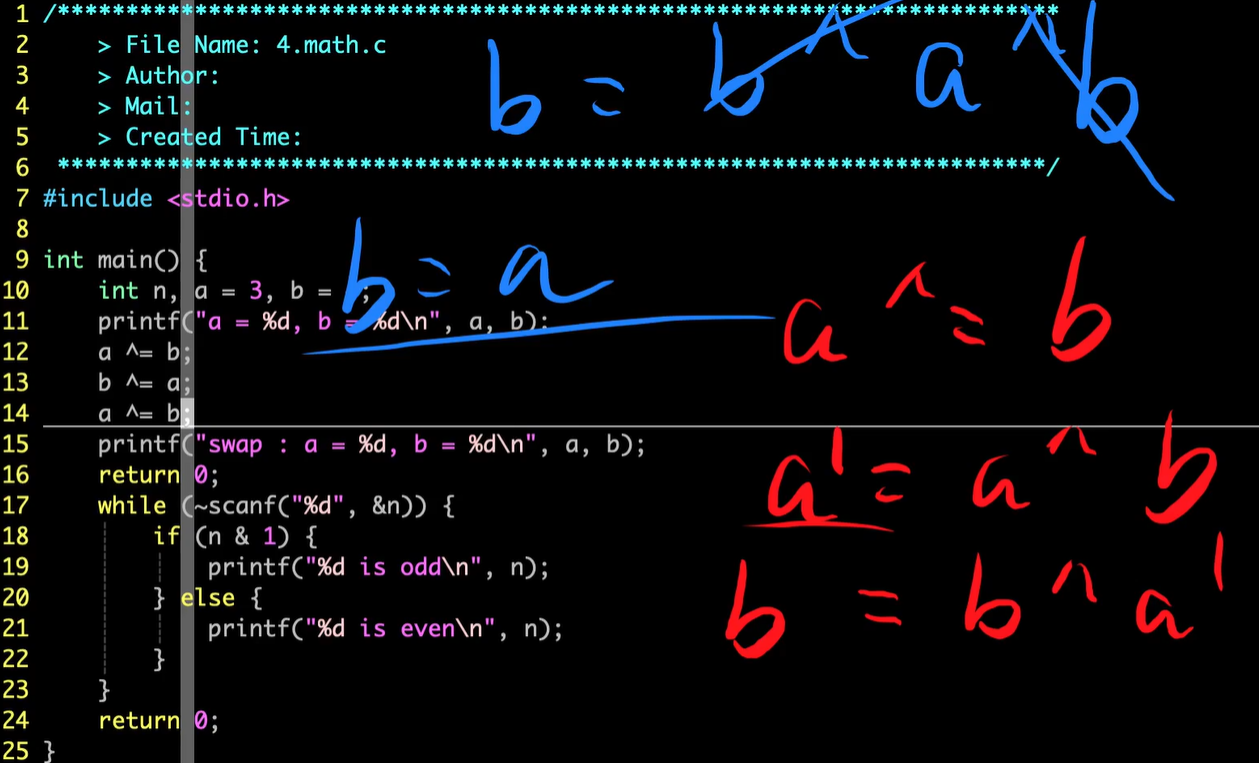 1 /*************************************************************************
2 > File Name: 4.math.c
3 > Author:
4 > Mail:
5 > Created Time:
6 ************************************************************************/
7 #include <stdio.h>
8
9 int main() {
10 int n, a = 3, b = ;
11 printf("a = %d, b = %d\n", a, b);
12 a ^= b;
13 b ^= a;
14 a ^= b;
15 printf("swap : a = %d, b = %d\n", a, b);
16 return 0;
17 while (~scanf("%d", &n)) {
18 if (n & 1) {
19 printf("%d is odd\n", n);
20 } else {
21 printf("%d is even\n", n);
22 }
23 }
24 return 0;
25 }
b = b ^ a ^ b
b = a
a ^= b
a' = a ^ b
b = b ^ a'